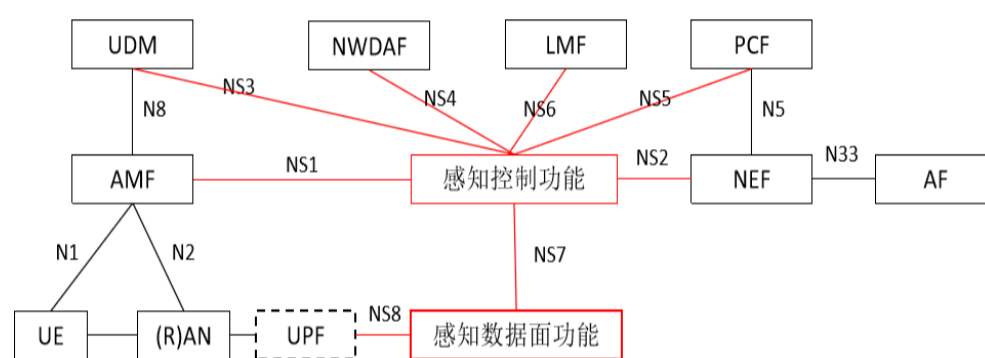 UDM
NWDAF
LMF
PCF
NS3
NS4
NS6
NS5
N8
N5
AMF
NS1
感知控制功能
NS2
NEF
N33
AF
N1
N2
NS7
UE
(R)AN
UPF
NS8
感知数据面功能